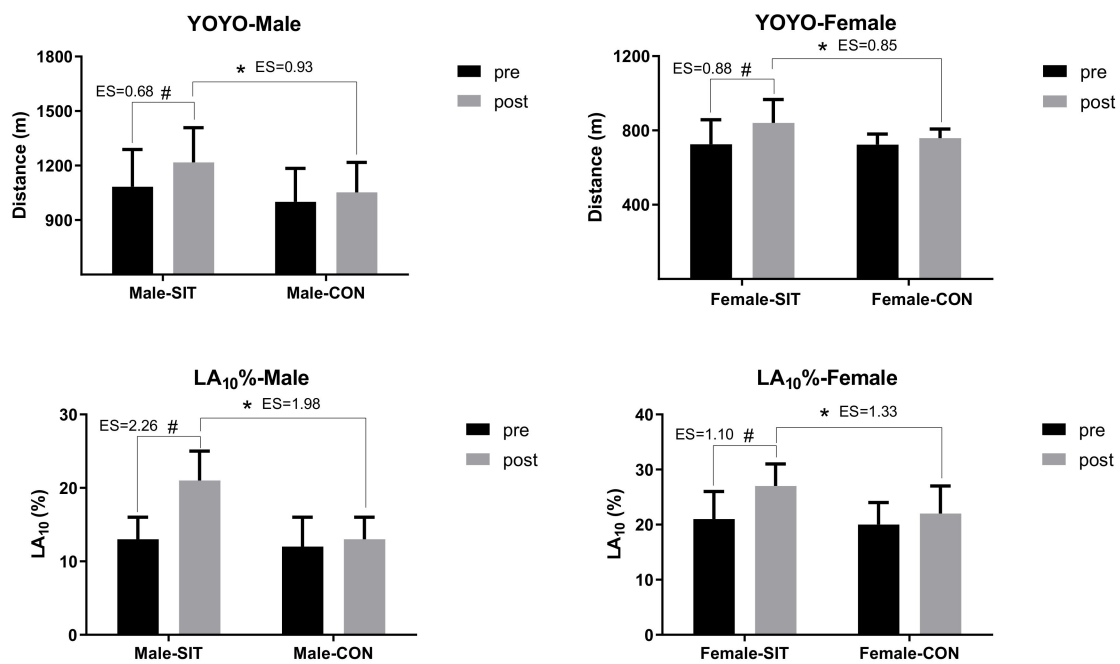 YOYO-Male
1800
1500
1200
900
Distance (m)
ES=0.68 #
* ES=0.93
pre
post
Male-SIT Male-CON
YOYO-Female
1200
800
400
Distance (m)
ES=0.88 #
* ES=0.85
pre
post
Female-SIT Female-CON
LA10%-Male
30
20
10
0
LA10 (%)
ES=2.26 #
* ES=1.98
pre
post
Male-SIT Male-CON
LA10%-Female
40
30
20
10
0
LA10 (%)
ES=1.10 #
* ES=1.33
pre
post
Female-SIT Female-CON